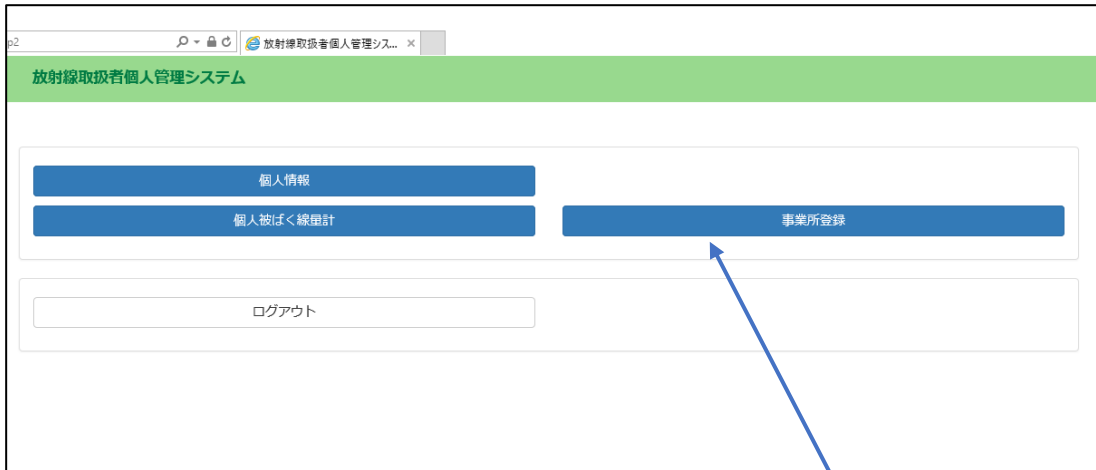 p2
放射線取扱者個人管理シス... ×
放射線取扱者個人管理システム
個人情報
個人被ばく線量計
事業所登録
ログアウト